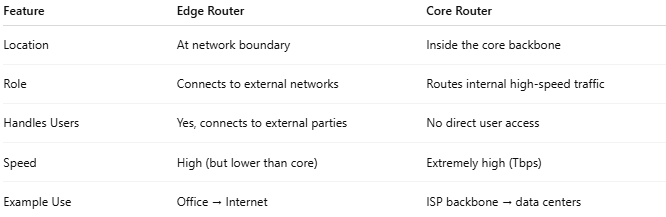 Feature Edge Router Core Router
Location At network boundary Inside the core backbone
Role Connects to external networks Routes internal high-speed traffic
Handles Users Yes, connects to external parties No direct user access
Speed High (but lower than core) Extremely high (Tbps)
Example Use Office → Internet ISP backbone → data centers